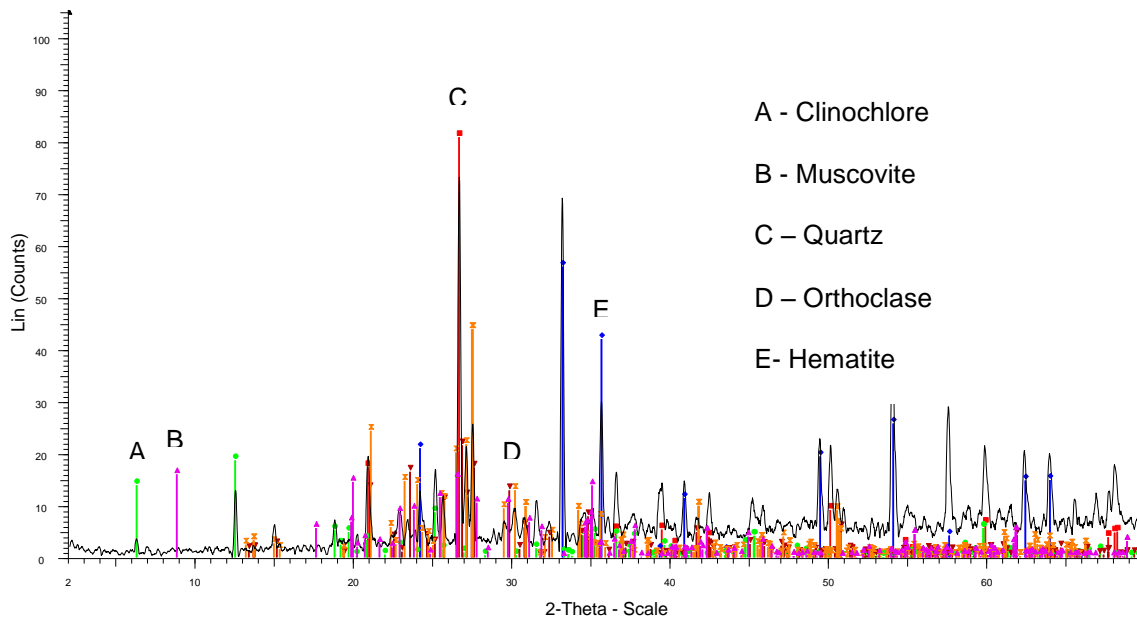 100
90
80
70
60
50
40
30
20
10
0
Lin (Counts)
C
A - Clinochlore
B - Muscovite
C – Quartz
E
D – Orthoclase
E- Hematite
A
B
D
2
10
20
30
40
50
60
2-Theta - Scale